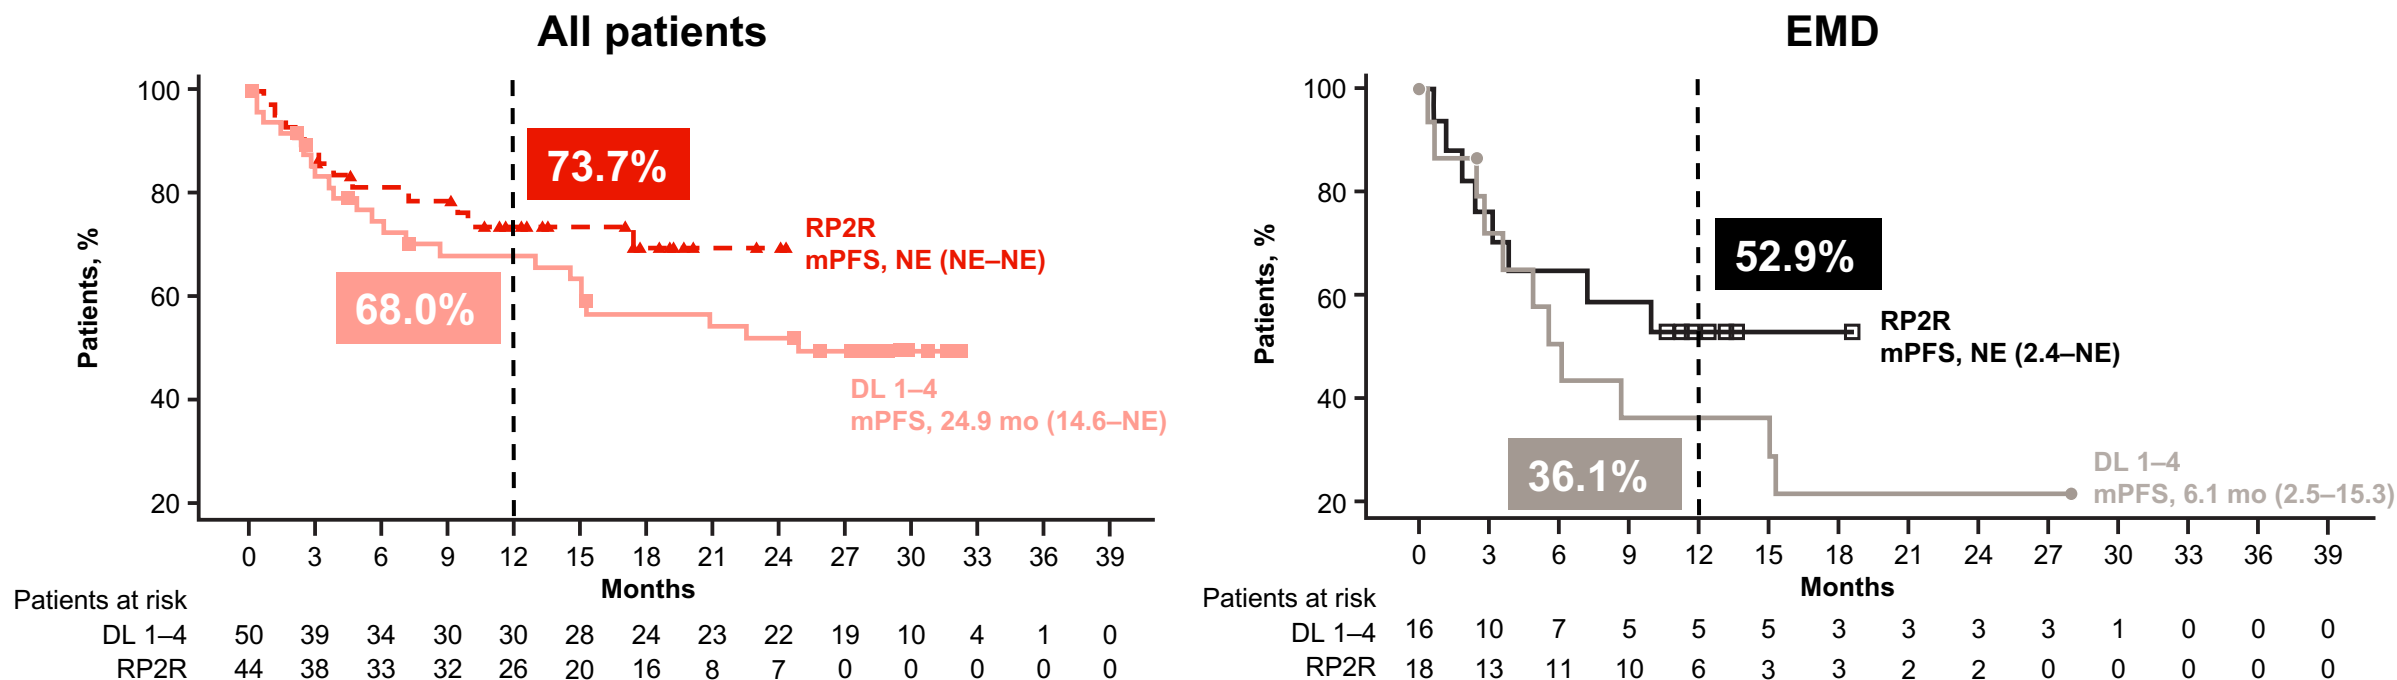 All patients
100
80
60
40
20
Patients, %
73.7%
68.0%
RP2R
mPFS, NE (NE–NE)
DL 1–4
mPFS, 24.9 mo (14.6–NE)
0 3 6 9 12 15 18 21 24 27 30 33 36 39
Months
Patients at risk
DL 1–4 50 39 34 30 30 28 24 23 22 19 10 4 1 0
RP2R 44 38 33 32 26 20 16 8 7 0 0 0 0 0
EMD
100
80
60
40
20
Patients, %
52.9%
36.1%
RP2R
mPFS, NE (2.4–NE)
DL 1–4
mPFS, 6.1 mo (2.5–15.3)
0 3 6 9 12 15 18 21 24 27 30 33 36 39
Months
Patients at risk
DL 1–4 16 10 7 5 5 5 3 3 3 3 1 0 0 0
RP2R 18 13 11 10 6 3 3 2 2 0 0 0 0 0